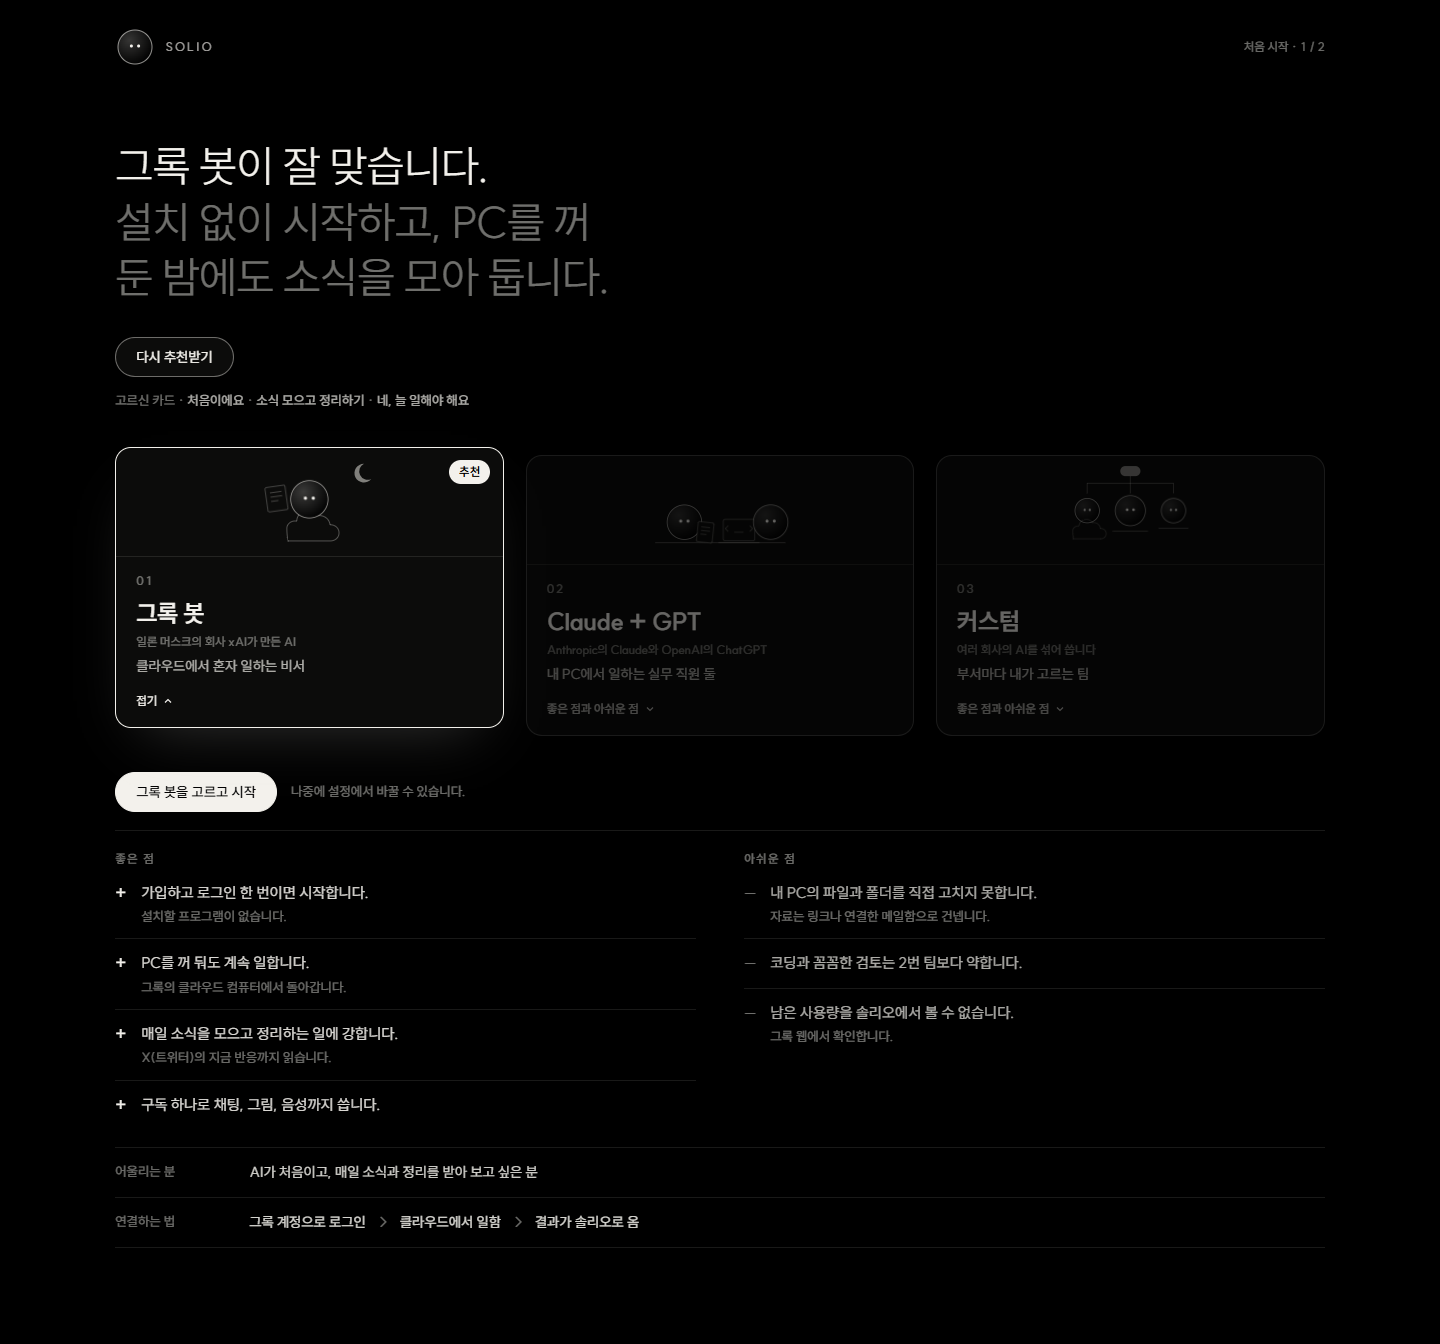 SOLIO
처음 시작 · 1 / 2
그록 봇이 잘 맞습니다.
설치 없이 시작하고, PC를 꺼
둔 밤에도 소식을 모아 둡니다.
다시 추천받기
고르신 카드 · 처음이에요 · 소식 모으고 정리하기 · 네, 늘 일해야 해요
추천
01
그록 봇
일론 머스크의 회사 xAI가 만든 AI
클라우드에서 혼자 일하는 비서
접기
02
Claude + GPT
Anthropic의 Claude와 OpenAI의 ChatGPT
내 PC에서 일하는 실무 직원 둘
좋은 점과 아쉬운 점
03
커스텀
여러 회사의 AI를 섞어 씁니다
부서마다 내가 고르는 팀
좋은 점과 아쉬운 점
그록 봇을 고르고 시작
나중에 설정에서 바꿀 수 있습니다.
좋은 점
+ 가입하고 로그인 한 번이면 시작합니다.
설치할 프로그램이 없습니다.
+ PC를 꺼 둬도 계속 일합니다.
그록의 클라우드 컴퓨터에서 돌아갑니다.
+ 매일 소식을 모으고 정리하는 일에 강합니다.
X(트위터)의 지금 반응까지 읽습니다.
+ 구독 하나로 채팅, 그림, 음성까지 씁니다.
아쉬운 점
— 내 PC의 파일과 폴더를 직접 고치지 못합니다.
자료는 링크나 연결한 메일함으로 건넵니다.
— 코딩과 꼼꼼한 검토는 2번 팀보다 약합니다.
— 남은 사용량을 솔리오에서 볼 수 없습니다.
그록 웹에서 확인합니다.
어울리는 분
AI가 처음이고, 매일 소식과 정리를 받아 보고 싶은 분
연결하는 법
그록 계정으로 로그인 > 클라우드에서 일함 > 결과가 솔리오로 옴